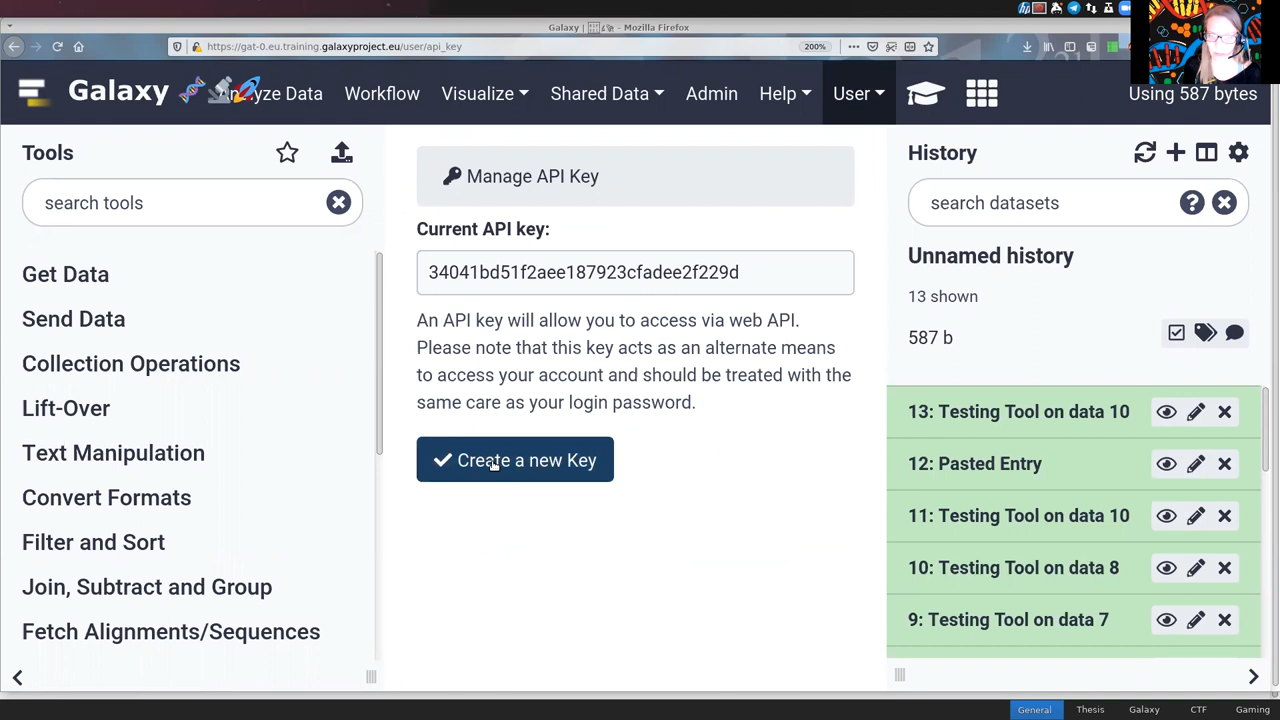 Galaxy | Mozilla Firefox
https://gat-0.eu.training.galaxyproject.eu/user/api_key
200%
Galaxy
Analyze Data Workflow Visualize Shared Data Admin Help User
Using 587 bytes
Tools
search tools
Get Data
Send Data
Collection Operations
Lift-Over
Text Manipulation
Convert Formats
Filter and Sort
Join, Subtract and Group
Fetch Alignments/Sequences
Manage API Key
Current API key:
34041bd51f2aee187923cfadee2f229d
An API key will allow you to access via web API.
Please note that this key acts as an alternate means
to access your account and should be treated with the
same care as your login password.
Create a new Key
History
search datasets
Unnamed history
13 shown
587 b
13: Testing Tool on data 10
12: Pasted Entry
11: Testing Tool on data 10
10: Testing Tool on data 8
9: Testing Tool on data 7
General Thesis Galaxy CTF Gaming